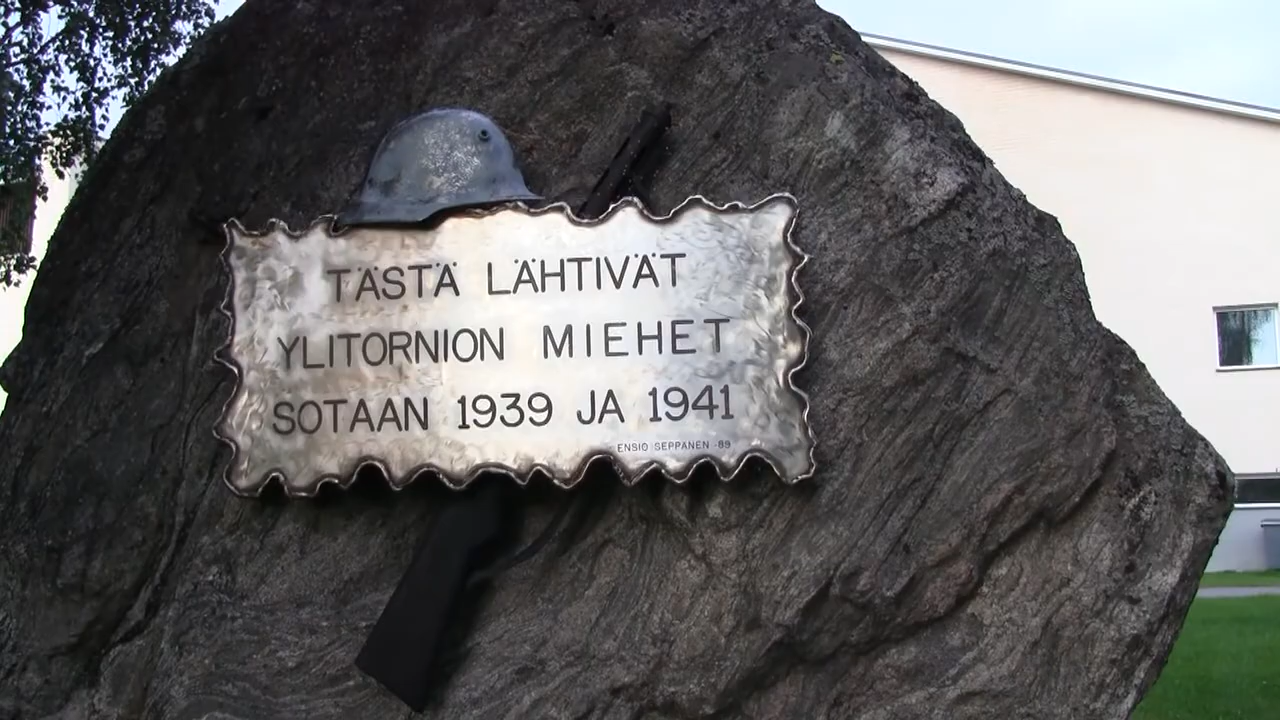 TÄSTÄ LÄHTIVÄT
YLITORNION MIEHET
SOTAAN 1939 JA 1941
ENSIO SEPPÄNEN -89